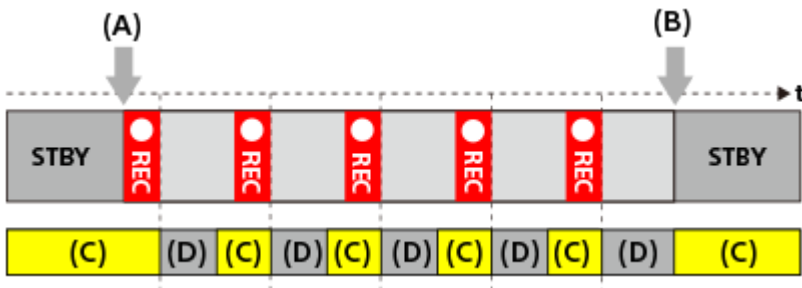 (A) (B)
t
STBY REC REC REC REC REC STBY
(C) (D) (C) (D) (C) (D) (C) (D) (C) (D) (C)